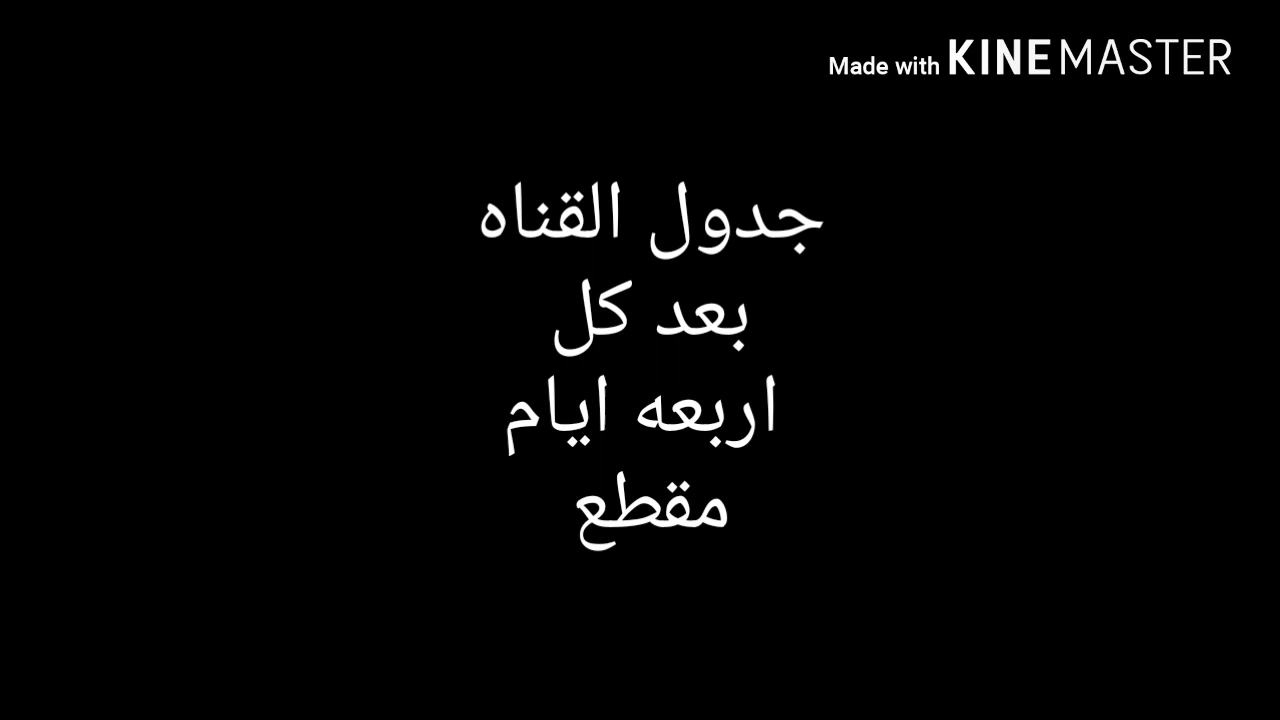 Made with KINEMASTER
جدول القناه
بعد كل
اربعه ايام
مقطع